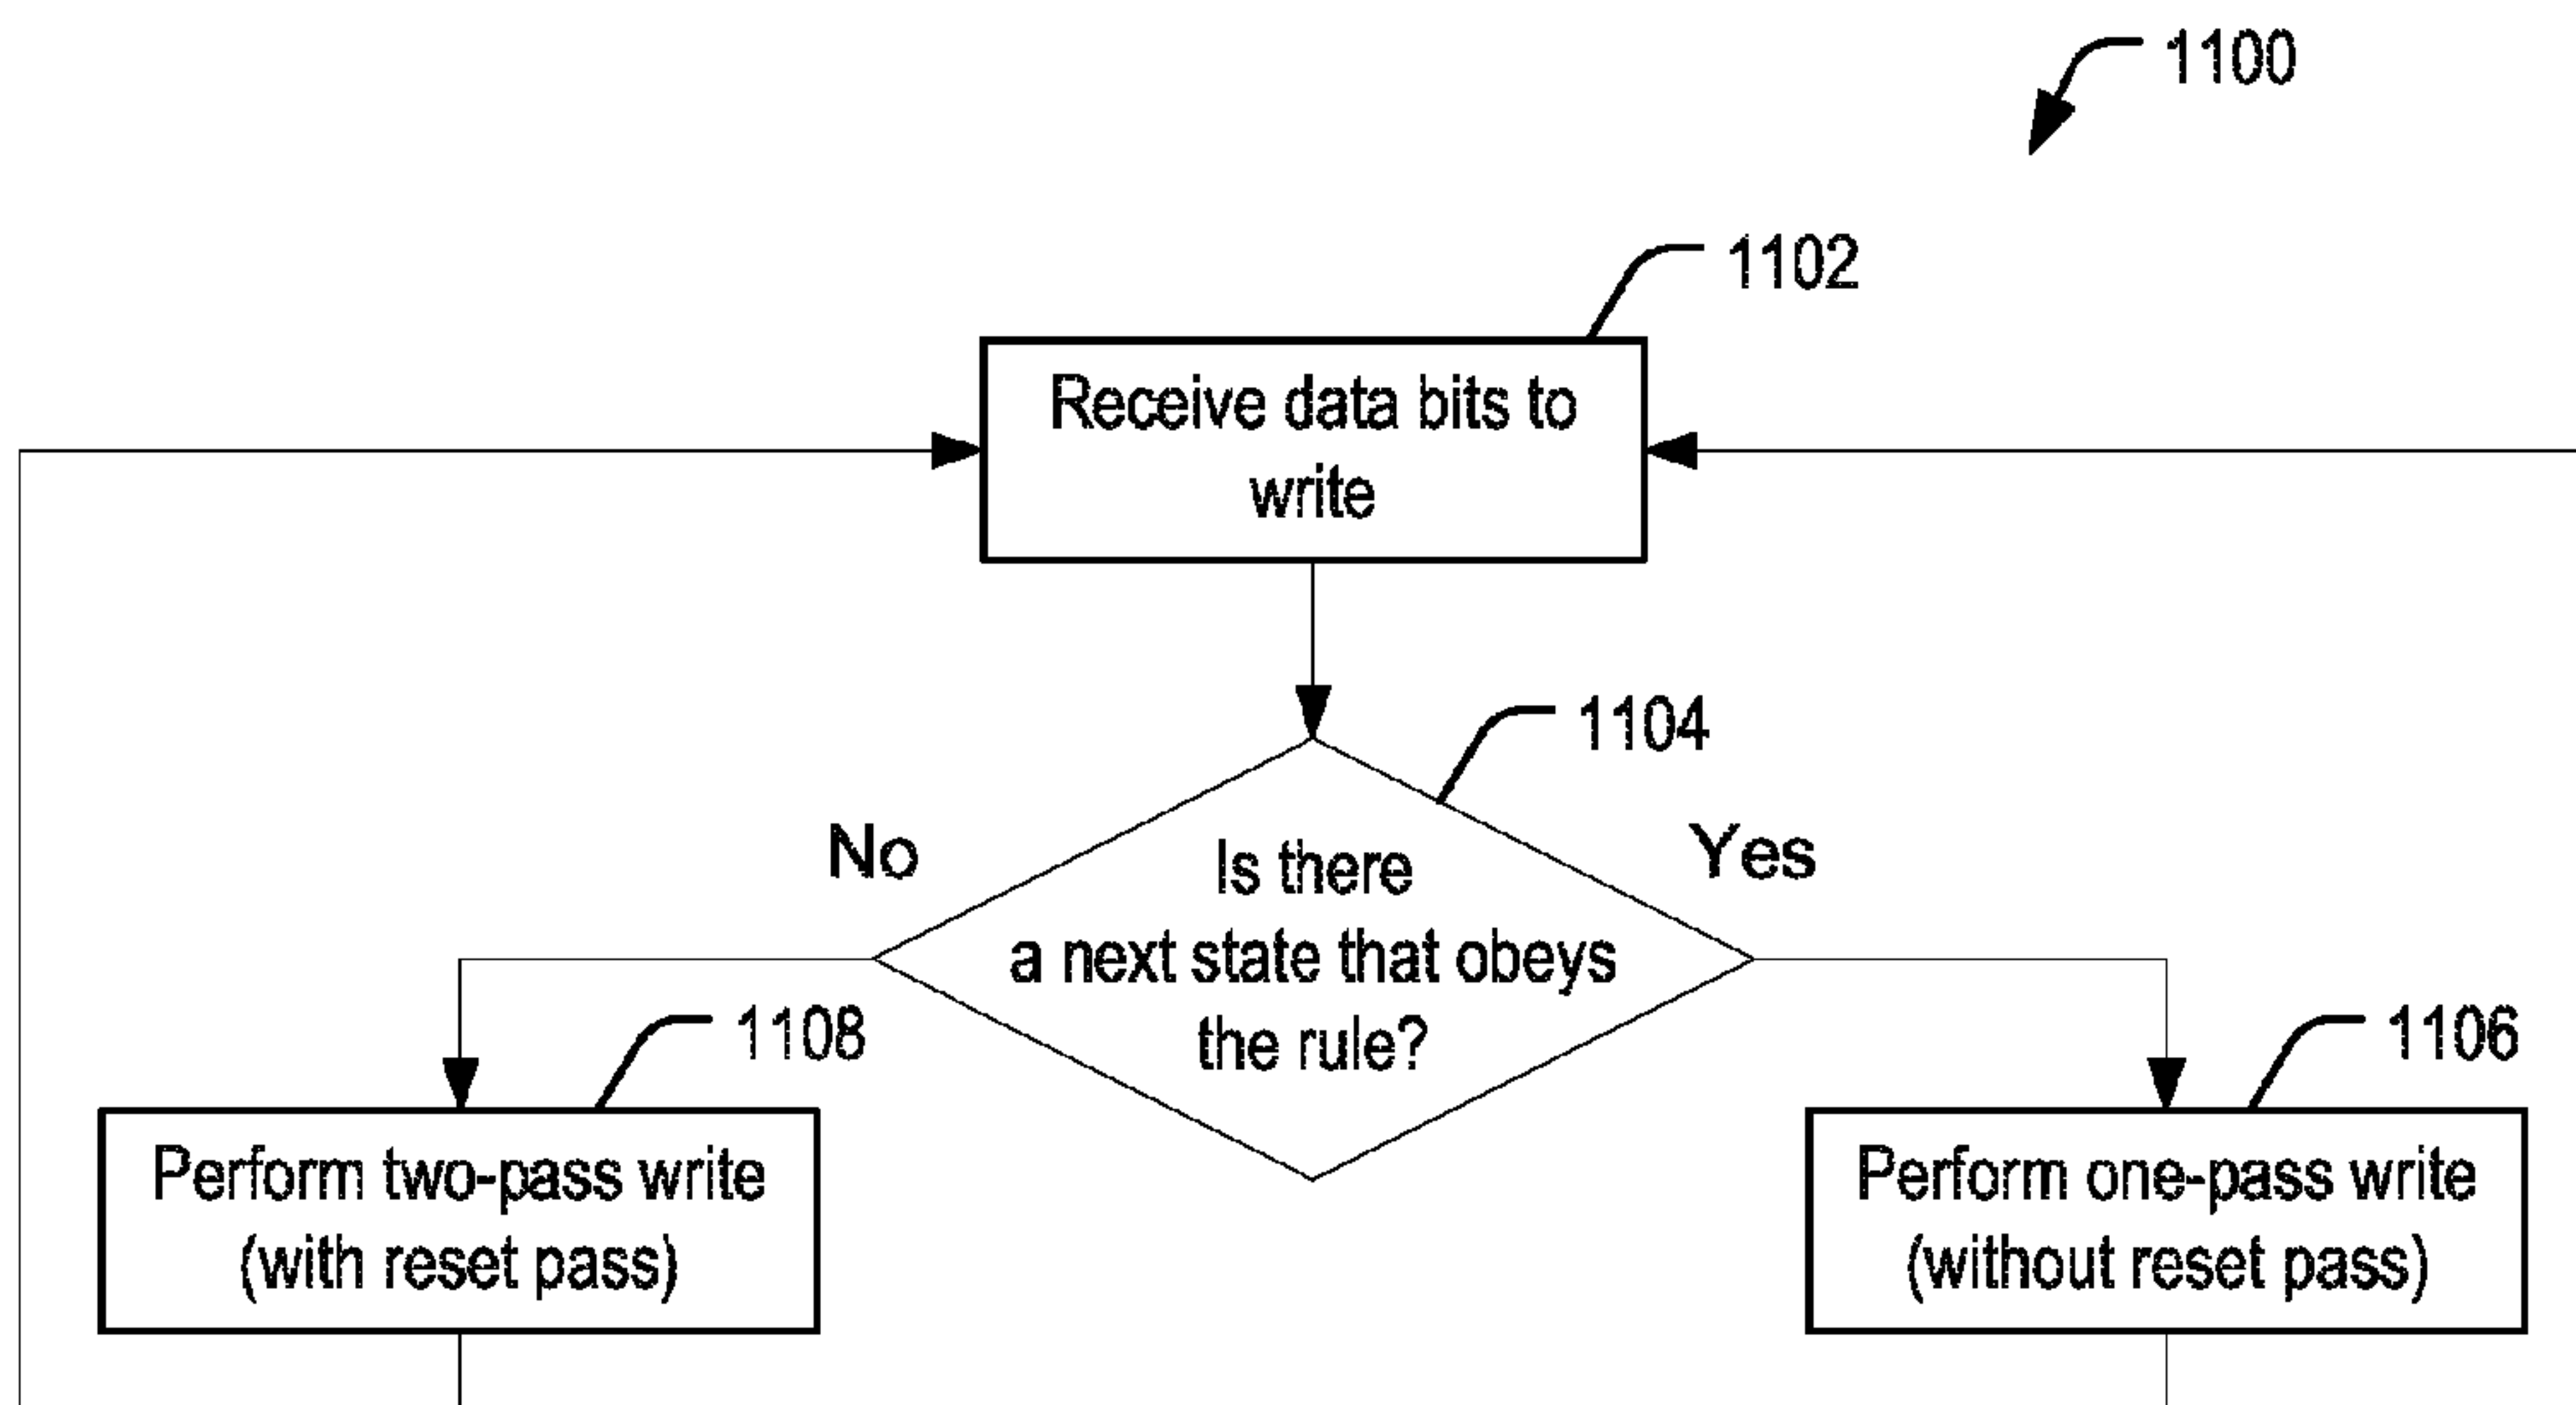 1100
1102
Receive data bits to
write
1104
No
Yes
Is there
a next state that obeys
the rule?
1108
1106
Perform two-pass write
(with reset pass)
Perform one-pass write
(without reset pass)